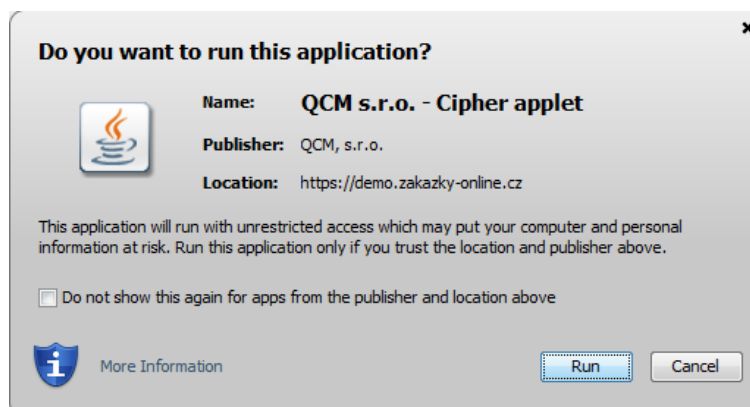 Do you want to run this application?
Name: QCM s.r.o. - Cipher applet
Publisher: QCM, s.r.o.
Location: https://demo.zakazky-online.cz
This application will run with unrestricted access which may put your computer and personal
information at risk. Run this application only if you trust the location and publisher above.
Do not show this again for apps from the publisher and location above
More Information Run Cancel